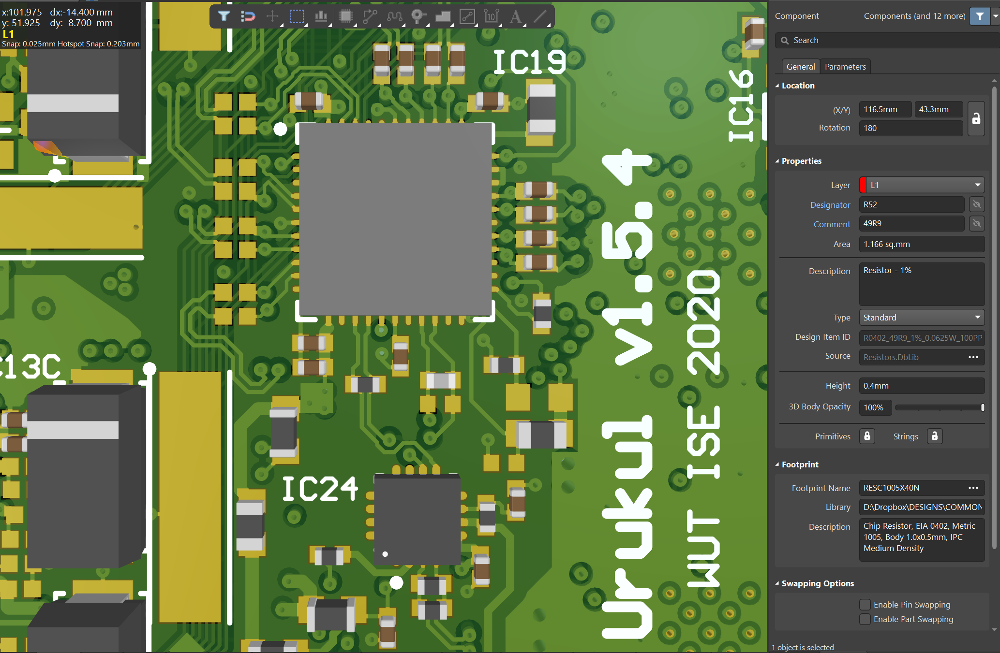 x:101.975 dx:-14.400 mm
y: 51.925 dy: 8.700 mm
L1
Snap: 0.025mm Hotspot Snap: 0.203mm
10
A
IC19
IC16
Urukul v1.5.4
WUT ISE 2020
C13C
IC24
Component
Components (and 12 more)
Search
General
Parameters
Location
(X/Y) 116.5mm 43.3mm
Rotation 180
Properties
Layer L1
Designator R52
Comment 49R9
Area 1.166 sq.mm
Description Resistor - 1%
Type Standard
Design Item ID R0402_49R9_1%_0.0625W_100PP
Source Resistors.DbLib
Height 0.4mm
3D Body Opacity 100%
Primitives Strings
Footprint
Footprint Name RESC1005X40N
Library D:\Dropbox\DESIGNS\COMMON
Description Chip Resistor, EIA 0402, Metric
1005, Body 1.0x0.5mm, IPC
Medium Density
Swapping Options
Enable Pin Swapping
Enable Part Swapping
1 object is selected